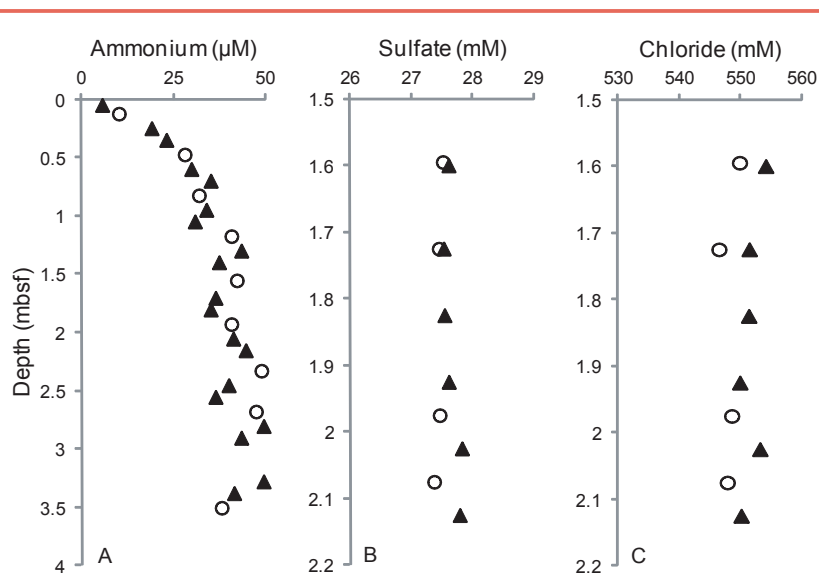 Ammonium (µM) Sulfate (mM) Chloride (mM)
0 25 50 26 27 28 29 530 540 550 560
0 1.5 1.5
0.5 1.6 1.6
1 1.7 1.7
1.5 1.8 1.8
2 1.9 1.9
2.5 2 2
3 2.1 2.1
3.5 2.2 2.2
4
Depth (mbsf)
A B C